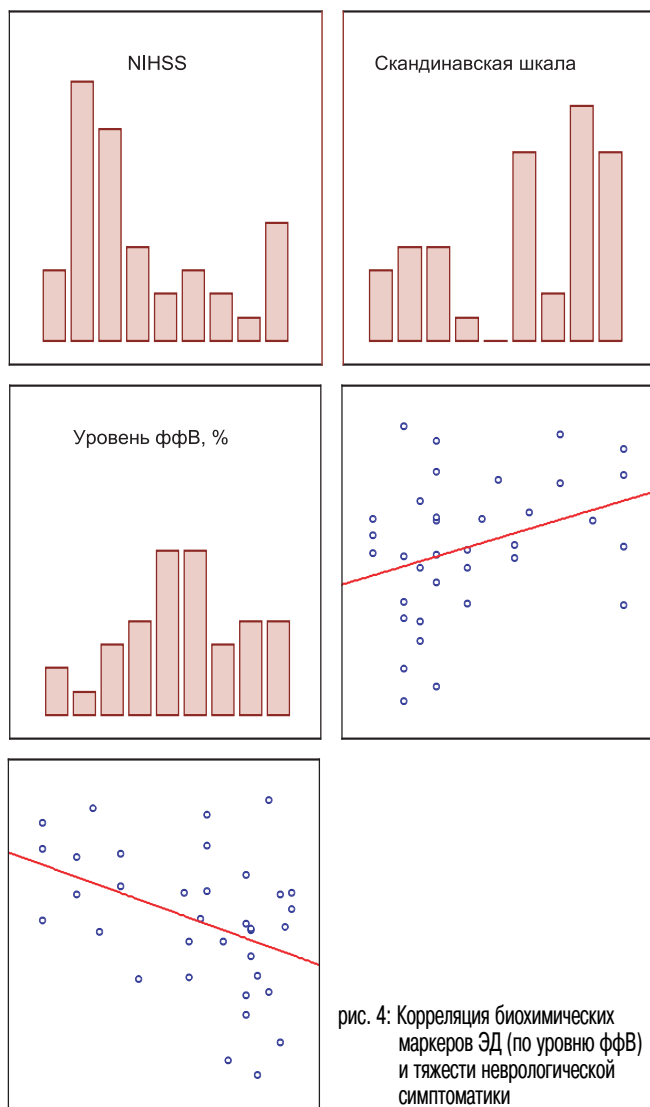 NIHSS
Скандинавская шкала
Уровень ффВ, %
рис. 4: Корреляция биохимических
маркеров ЭД (по уровню ффВ)
и тяжести неврологической
симптоматики